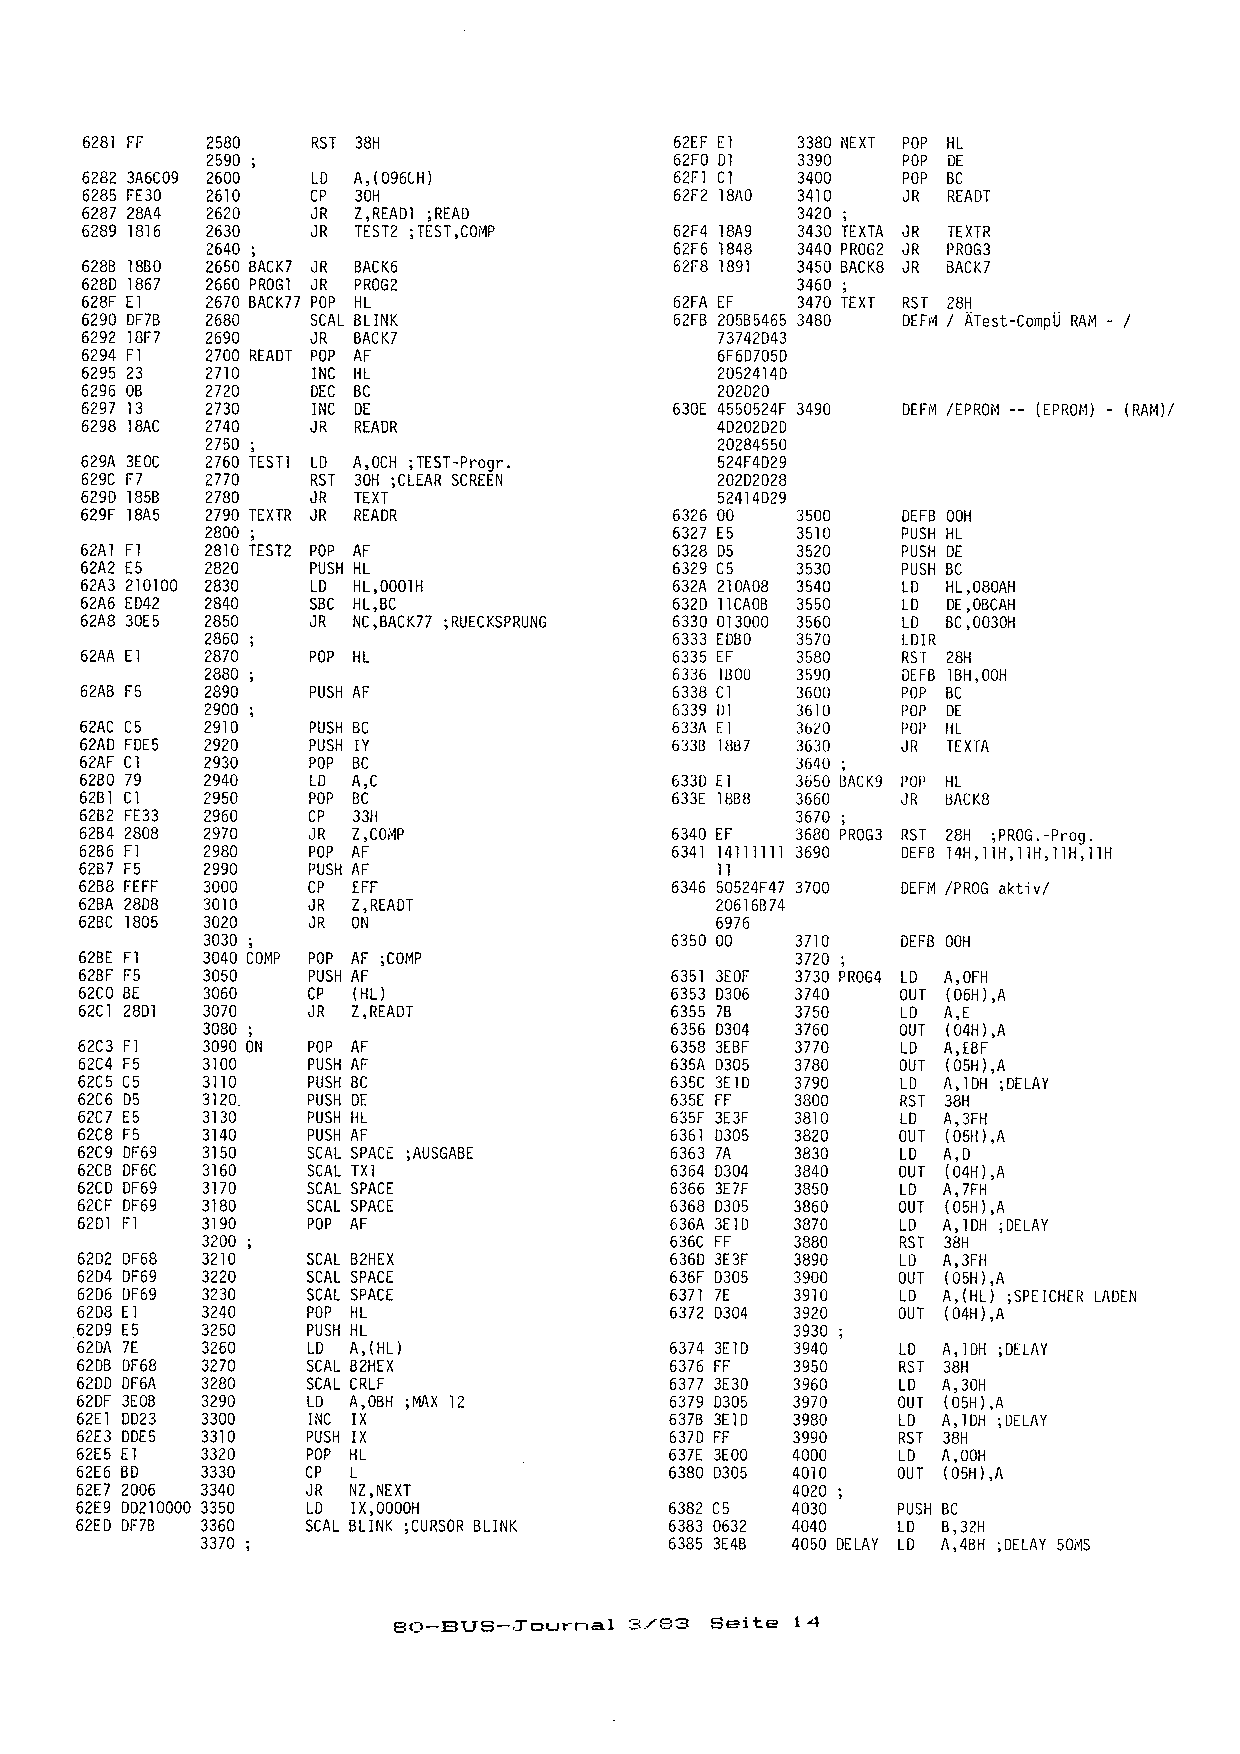 6281 FF 2580 RST 38H
2590 ;
6282 3A6C09 2600 LD A,(096CH)
6285 FE30 2610 CP 30H
6287 28A4 2620 JR Z,READ1 ;READ
6289 1816 2630 JR TEST2 ;TEST,COMP
2640 ;
628B 18B0 2650 BACK7 JR BACK6
628D 1867 2660 PROG1 JR PROG2
628F E1 2670 BACK77 POP HL
6290 DF7B 2680 SCAL BLINK
6292 18F7 2690 JR BACK7
6294 F1 2700 READT POP AF
6295 23 2710 INC HL
6296 0B 2720 DEC BC
6297 13 2730 INC DE
6298 18AC 2740 JR READR
2750 ;
629A 3E0C 2760 TEST1 LD A,0CH ;TEST-Progr.
629C F7 2770 RST 30H ;CLEAR SCREEN
629D 185B 2780 JR TEXT
629F 18A5 2790 TEXTR JR READR
2800 ;
62A1 F1 2810 TEST2 POP AF
62A2 E5 2820 PUSH HL
62A3 210100 2830 LD HL,0001H
62A6 ED42 2840 SBC HL,BC
62A8 30E5 2850 JR NC,BACK77 ;RUECKSPRUNG
2860 ;
62AA E1 2870 POP HL
2880 ;
62AB F5 2890 PUSH AF
2900 ;
62AC C5 2910 PUSH BC
62AD FDE5 2920 PUSH IY
62AF C1 2930 POP BC
62B0 79 2940 LD A,C
62B1 C1 2950 POP BC
62B2 FE33 2960 CP 33H
62B4 2808 2970 JR Z,COMP
62B6 F1 2980 POP AF
62B7 F5 2990 PUSH AF
62B8 FEFF 3000 CP £FF
62BA 28D8 3010 JR Z,READT
62BC 1805 3020 JR ON
3030 ;
62BE F1 3040 COMP POP AF ;COMP
62BF F5 3050 PUSH AF
62C0 BE 3060 CP (HL)
62C1 28D1 3070 JR Z,READT
3080 ;
62C3 F1 3090 ON POP AF
62C4 F5 3100 PUSH AF
62C5 C5 3110 PUSH BC
62C6 D5 3120 PUSH DE
62C7 E5 3130 PUSH HL
62C8 F5 3140 PUSH AF
62C9 DF69 3150 SCAL SPACE ;AUSGABE
62CB DF6C 3160 SCAL TX1
62CD DF69 3170 SCAL SPACE
62CF DF69 3180 SCAL SPACE
62D1 F1 3190 POP AF
3200 ;
62D2 DF68 3210 SCAL B2HEX
62D4 DF69 3220 SCAL SPACE
62D6 DF69 3230 SCAL SPACE
62D8 E1 3240 POP HL
62D9 E5 3250 PUSH HL
62DA 7E 3260 LD A,(HL)
62DB DF68 3270 SCAL B2HEX
62DD DF6A 3280 SCAL CRLF
62DF 3E0B 3290 LD A,0BH ;MAX 12
62E1 DD23 3300 INC IX
62E3 DDE5 3310 PUSH IX
62E5 E1 3320 POP HL
62E6 BD 3330 CP L
62E7 2006 3340 JR NZ,NEXT
62E9 DD210000 3350 LD IX,0000H
62ED DF7B 3360 SCAL BLINK ;CURSOR BLINK
3370 ;
62EF E1 3380 NEXT POP HL
62F0 D1 3390 POP DE
62F1 C1 3400 POP BC
62F2 18A0 3410 JR READT
3420 ;
62F4 18A9 3430 TEXTA JR TEXTR
62F6 1848 3440 PROG2 JR PROG3
62F8 1891 3450 BACK8 JR BACK7
3460 ;
62FA EF 3470 TEXT RST 28H
62FB 205B5465 3480 DEFM / ÄTest-CompÜ RAM - /
73742D43
6F6D705D
2052414D
202D20
630E 4550524F 3490 DEFM /EPROM -- (EPROM) - (RAM)/
4D202D2D
20284550
524F4D29
202D2028
52414D29
6326 00 3500 DEFB 00H
6327 E5 3510 PUSH HL
6328 D5 3520 PUSH DE
6329 C5 3530 PUSH BC
632A 210A08 3540 LD HL,080AH
632D 11CA0B 3550 LD DE,0BCAH
6330 013000 3560 LD BC,0030H
6333 EDB0 3570 LDIR
6335 EF 3580 RST 28H
6336 1B00 3590 DEFB 1BH,00H
6338 C1 3600 POP BC
6339 D1 3610 POP DE
633A E1 3620 POP HL
633B 18B7 3630 JR TEXTA
3640 ;
633D E1 3650 BACK9 POP HL
633E 18B8 3660 JR BACK8
3670 ;
6340 EF 3680 PROG3 RST 28H ;PROG.-Prog.
6341 14111111 3690 DEFB 14H,11H,11H,11H,11H
11
6346 50524F47 3700 DEFM /PROG aktiv/
20616B74
6976
6350 00 3710 DEFB 00H
3720 ;
6351 3E0F 3730 PROG4 LD A,0FH
6353 D306 3740 OUT (06H),A
6355 7B 3750 LD A,E
6356 D304 3760 OUT (04H),A
6358 3EBF 3770 LD A,£BF
635A D305 3780 OUT (05H),A
635C 3E1D 3790 LD A,1DH ;DELAY
635E FF 3800 RST 38H
635F 3E3F 3810 LD A,3FH
6361 D305 3820 OUT (05H),A
6363 7A 3830 LD A,D
6364 D304 3840 OUT (04H),A
6366 3E7F 3850 LD A,7FH
6368 D305 3860 OUT (05H),A
636A 3E1D 3870 LD A,1DH ;DELAY
636C FF 3880 RST 38H
636D 3E3F 3890 LD A,3FH
636F D305 3900 OUT (05H),A
6371 7E 3910 LD A,(HL) ;SPEICHER LADEN
6372 D304 3920 OUT (04H),A
3930 ;
6374 3E1D 3940 LD A,1DH ;DELAY
6376 FF 3950 RST 38H
6377 3E30 3960 LD A,30H
6379 D305 3970 OUT (05H),A
637B 3E1D 3980 LD A,1DH ;DELAY
637D FF 3990 RST 38H
637E 3E00 4000 LD A,00H
6380 D305 4010 OUT (05H),A
4020 ;
6382 C5 4030 PUSH BC
6383 0632 4040 LD B,32H
6385 3E4B 4050 DELAY LD A,4BH ;DELAY 50MS
80-BUS-Journal 3/83 Seite 14